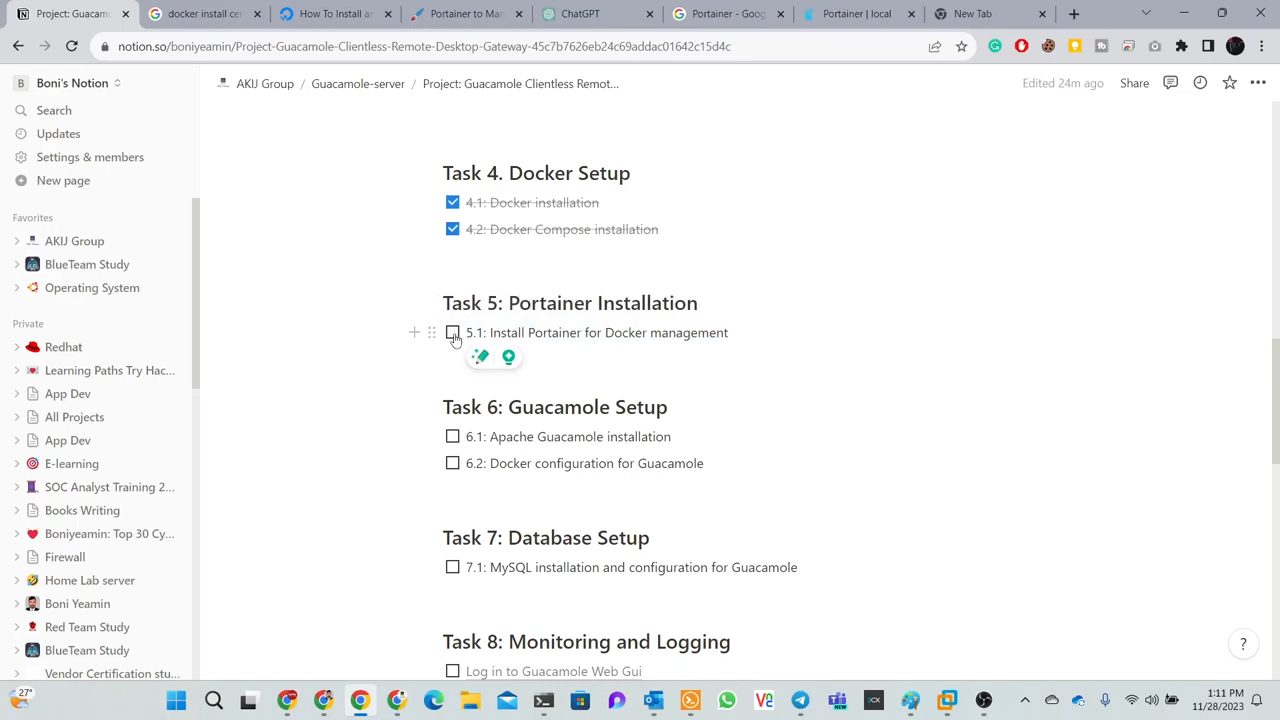 Project: Gua
docker install cen
How To Install an
Portainer to Man
ChatGPT
Portainer - Goog
Portainer | local
New Tab
notion.so/boniyeamin/Project-Guacamole-Clientless-Remote-Desktop-Gateway-45c7b7626eb24c69addac01642c15d4c
B Boni's Notion
AKIJ Group / Guacamole-server / Project: Guacamole Clientless Remot...
Edited 24m ago Share
Search
Updates
Settings & members
New page
Favorites
AKIJ Group
BlueTeam Study
Operating System
Private
Redhat
Learning Paths Try Hac...
App Dev
All Projects
App Dev
E-learning
SOC Analyst Training 2...
Books Writing
Boniyeamin: Top 30 Cy...
Firewall
Home Lab server
Boni Yeamin
Red Team Study
BlueTeam Study
Vendor Certification stu...
Task 4. Docker Setup
4.1: Docker installation
4.2: Docker Compose installation
Task 5: Portainer Installation
5.1: Install Portainer for Docker management
Task 6: Guacamole Setup
6.1: Apache Guacamole installation
6.2: Docker configuration for Guacamole
Task 7: Database Setup
7.1: MySQL installation and configuration for Guacamole
Task 8: Monitoring and Logging
Log in to Guacamole Web Gui
?
27°
1:11 PM
11/28/2023